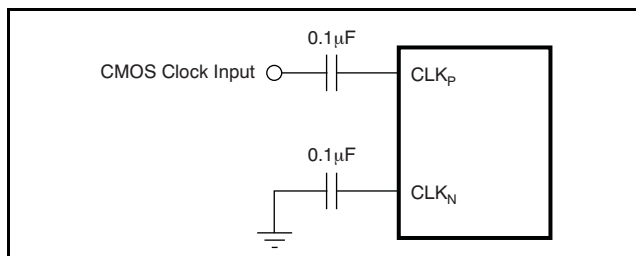 0.1μF
CMOS Clock Input
CLKP
0.1μF
CLKN